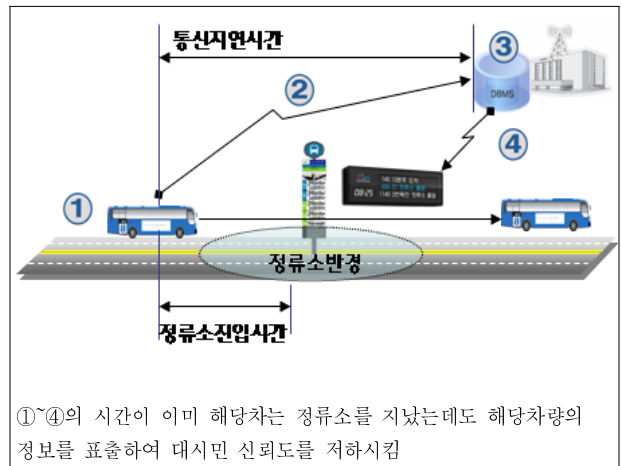 통신지연시간
③
DBMS
②
④
①
08:25
정류소반경
정류소진입시간
①~④의 시간이 이미 해당차는 정류소를 지났는데도 해당차량의
정보를 표출하여 대시민 신뢰도를 저하시킴